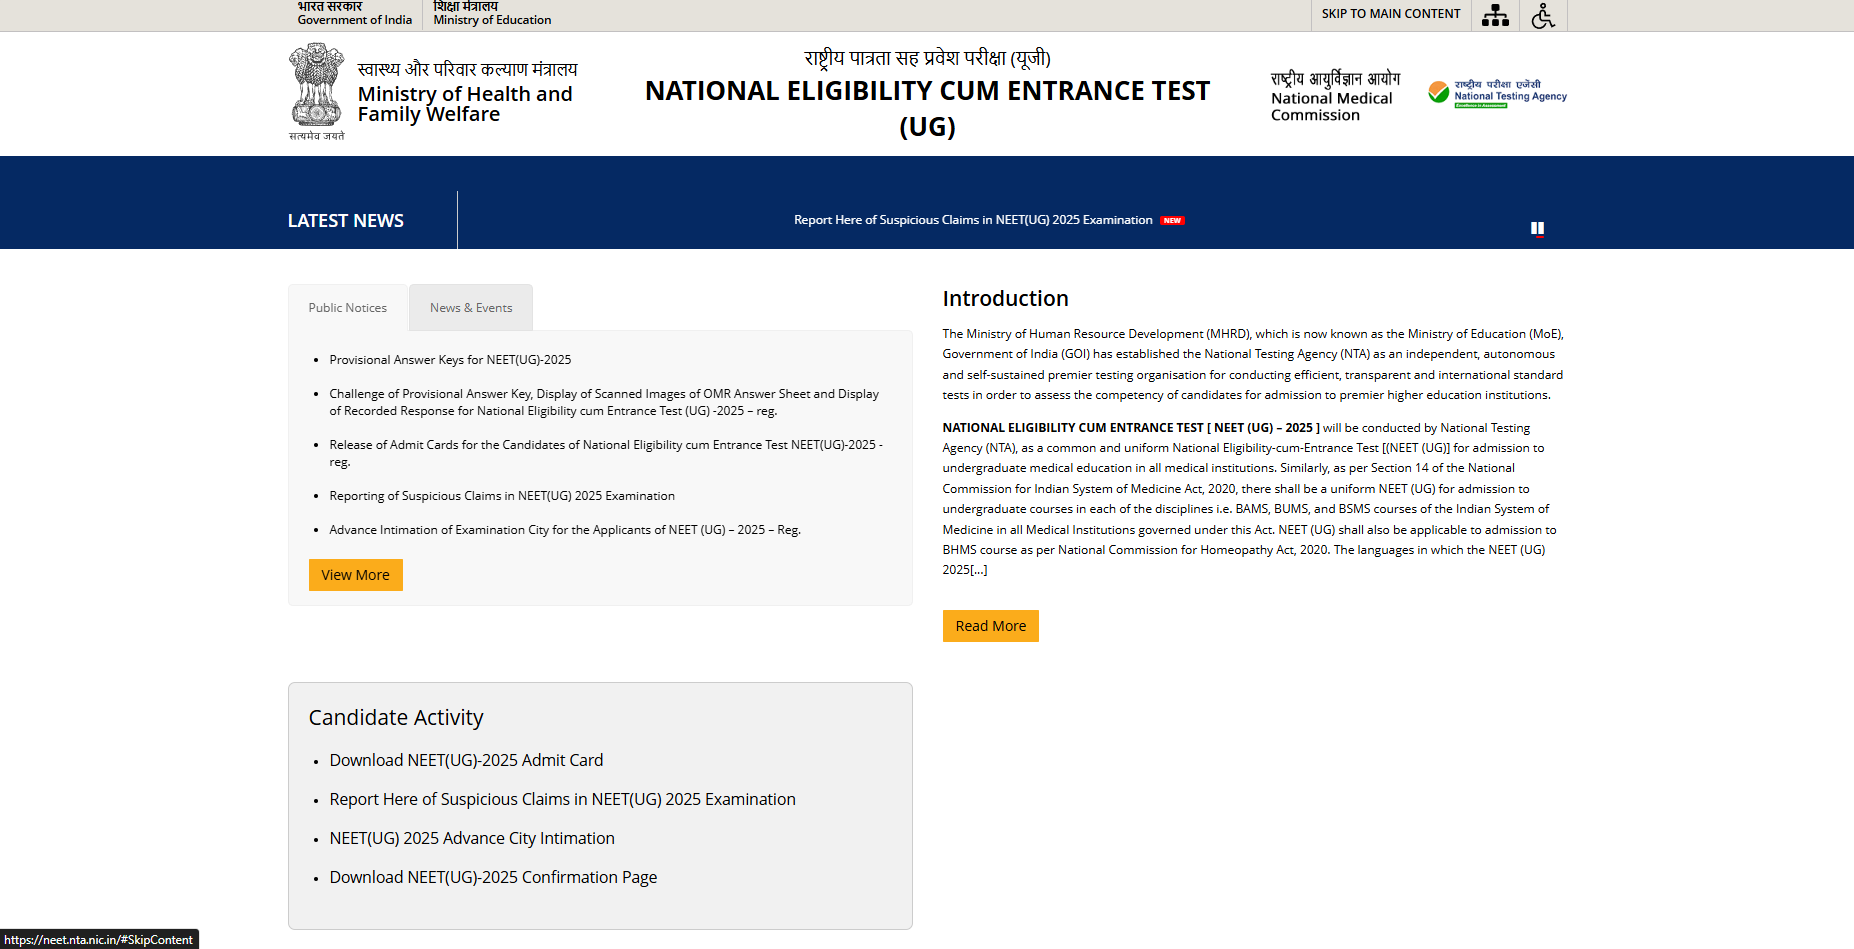 भारत सरकार
Government of India
शिक्षा मंत्रालय
Ministry of Education
SKIP TO MAIN CONTENT
सत्यमेव जयते
स्वास्थ्य और परिवार कल्याण मंत्रालय
Ministry of Health and
Family Welfare
राष्ट्रीय पात्रता सह प्रवेश परीक्षा (यूजी)
NATIONAL ELIGIBILITY CUM ENTRANCE TEST
(UG)
राष्ट्रीय आयुर्विज्ञान आयोग
National Medical
Commission
राष्ट्रीय परीक्षा एजेंसी
National Testing Agency
Excellence in Assessment
LATEST NEWS
Report Here of Suspicious Claims in NEET(UG) 2025 Examination NEW
Public Notices
News & Events
Provisional Answer Keys for NEET(UG)-2025
Challenge of Provisional Answer Key, Display of Scanned Images of OMR Answer Sheet and Display
of Recorded Response for National Eligibility cum Entrance Test (UG) -2025 – reg.
Release of Admit Cards for the Candidates of National Eligibility cum Entrance Test NEET(UG)-2025 -
reg.
Reporting of Suspicious Claims in NEET(UG) 2025 Examination
Advance Intimation of Examination City for the Applicants of NEET (UG) – 2025 – Reg.
View More
Introduction
The Ministry of Human Resource Development (MHRD), which is now known as the Ministry of Education (MoE),
Government of India (GOI) has established the National Testing Agency (NTA) as an independent, autonomous
and self-sustained premier testing organisation for conducting efficient, transparent and international standard
tests in order to assess the competency of candidates for admission to premier higher education institutions.
NATIONAL ELIGIBILITY CUM ENTRANCE TEST [ NEET (UG) – 2025 ] will be conducted by National Testing
Agency (NTA), as a common and uniform National Eligibility-cum-Entrance Test [(NEET (UG)] for admission to
undergraduate medical education in all medical institutions. Similarly, as per Section 14 of the National
Commission for Indian System of Medicine Act, 2020, there shall be a uniform NEET (UG) for admission to
undergraduate courses in each of the disciplines i.e. BAMS, BUMS, and BSMS courses of the Indian System of
Medicine in all Medical Institutions governed under this Act. NEET (UG) shall also be applicable to admission to
BHMS course as per National Commission for Homeopathy Act, 2020. The languages in which the NEET (UG)
2025[...]
Read More
Candidate Activity
Download NEET(UG)-2025 Admit Card
Report Here of Suspicious Claims in NEET(UG) 2025 Examination
NEET(UG) 2025 Advance City Intimation
Download NEET(UG)-2025 Confirmation Page
https://neet.nta.nic.in/#SkipContent